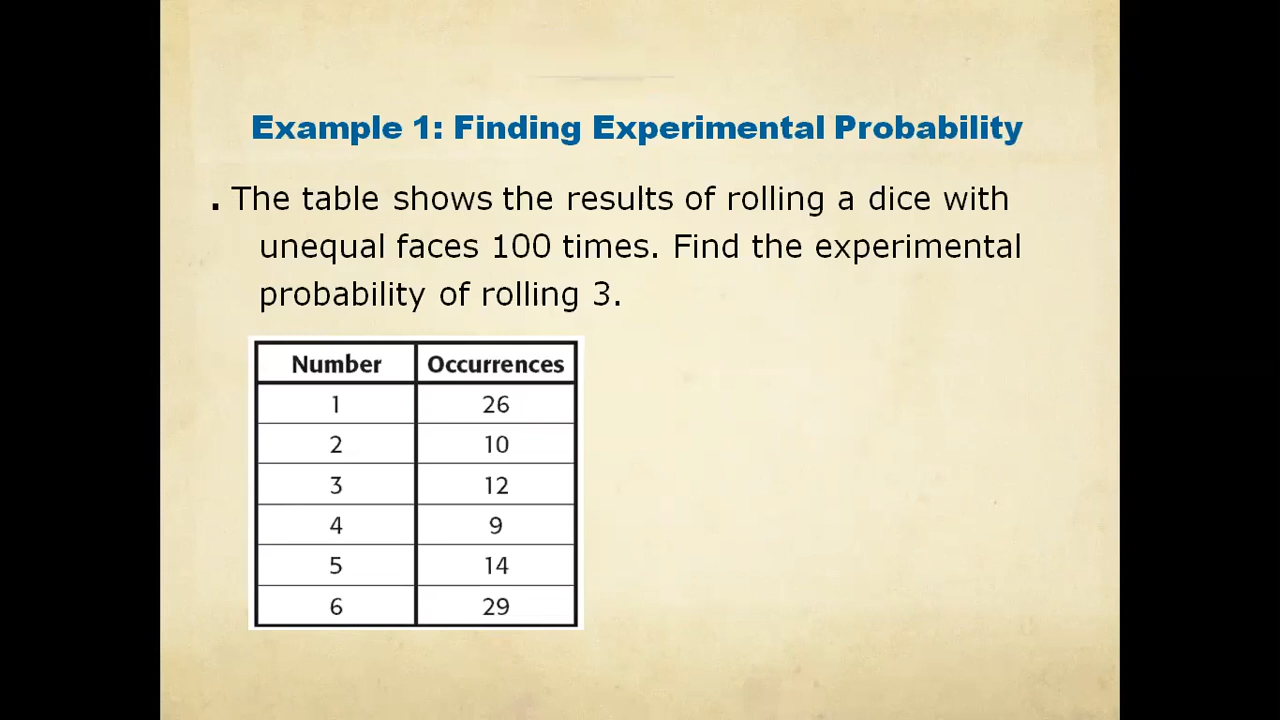 Example 1: Finding Experimental Probability
. The table shows the results of rolling a dice with
unequal faces 100 times. Find the experimental
probability of rolling 3.
Number Occurrences
1 26
2 10
3 12
4 9
5 14
6 29